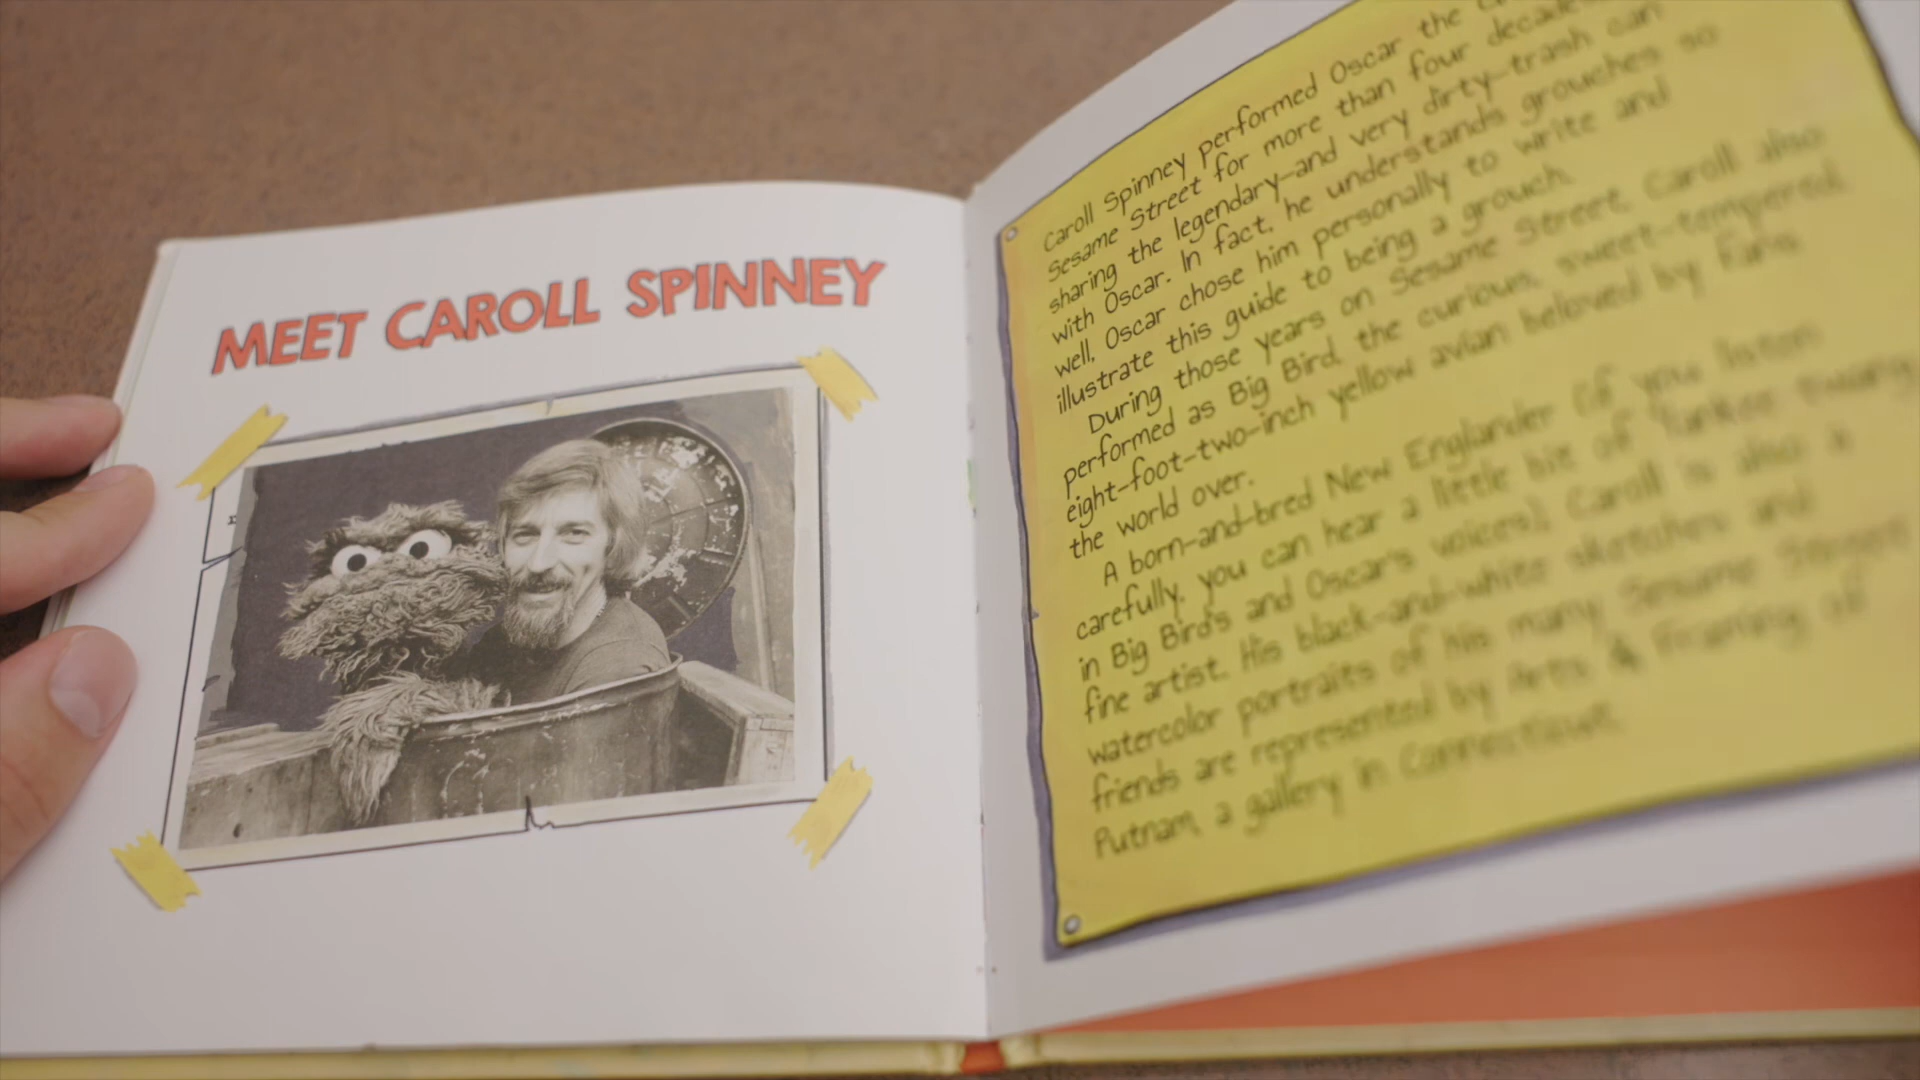 MEET CAROLL SPINNEY
Caroll Spinney performed Oscar the
Sesame Street for more than four decades
sharing the legendary—and very dirty—trash can
with Oscar. In fact, he understands grouches so
well, Oscar chose him personally to write and
illustrate this guide to being a grouch.
During those years on Sesame Street, Caroll also
performed as Big Bird, the curious, sweet-tempered,
eight-foot-two-inch yellow avian beloved by fans
the world over.
A born-and-bred New Englander (if you listen
carefully, you can hear a little bit of Yankee twang
in Big Bird's and Oscar's voices), Caroll is also a
fine artist. His black-and-white sketches and
watercolor portraits of his many Sesame Street
friends are represented by Arts & Framing of
Putnam, a gallery in Connecticut.